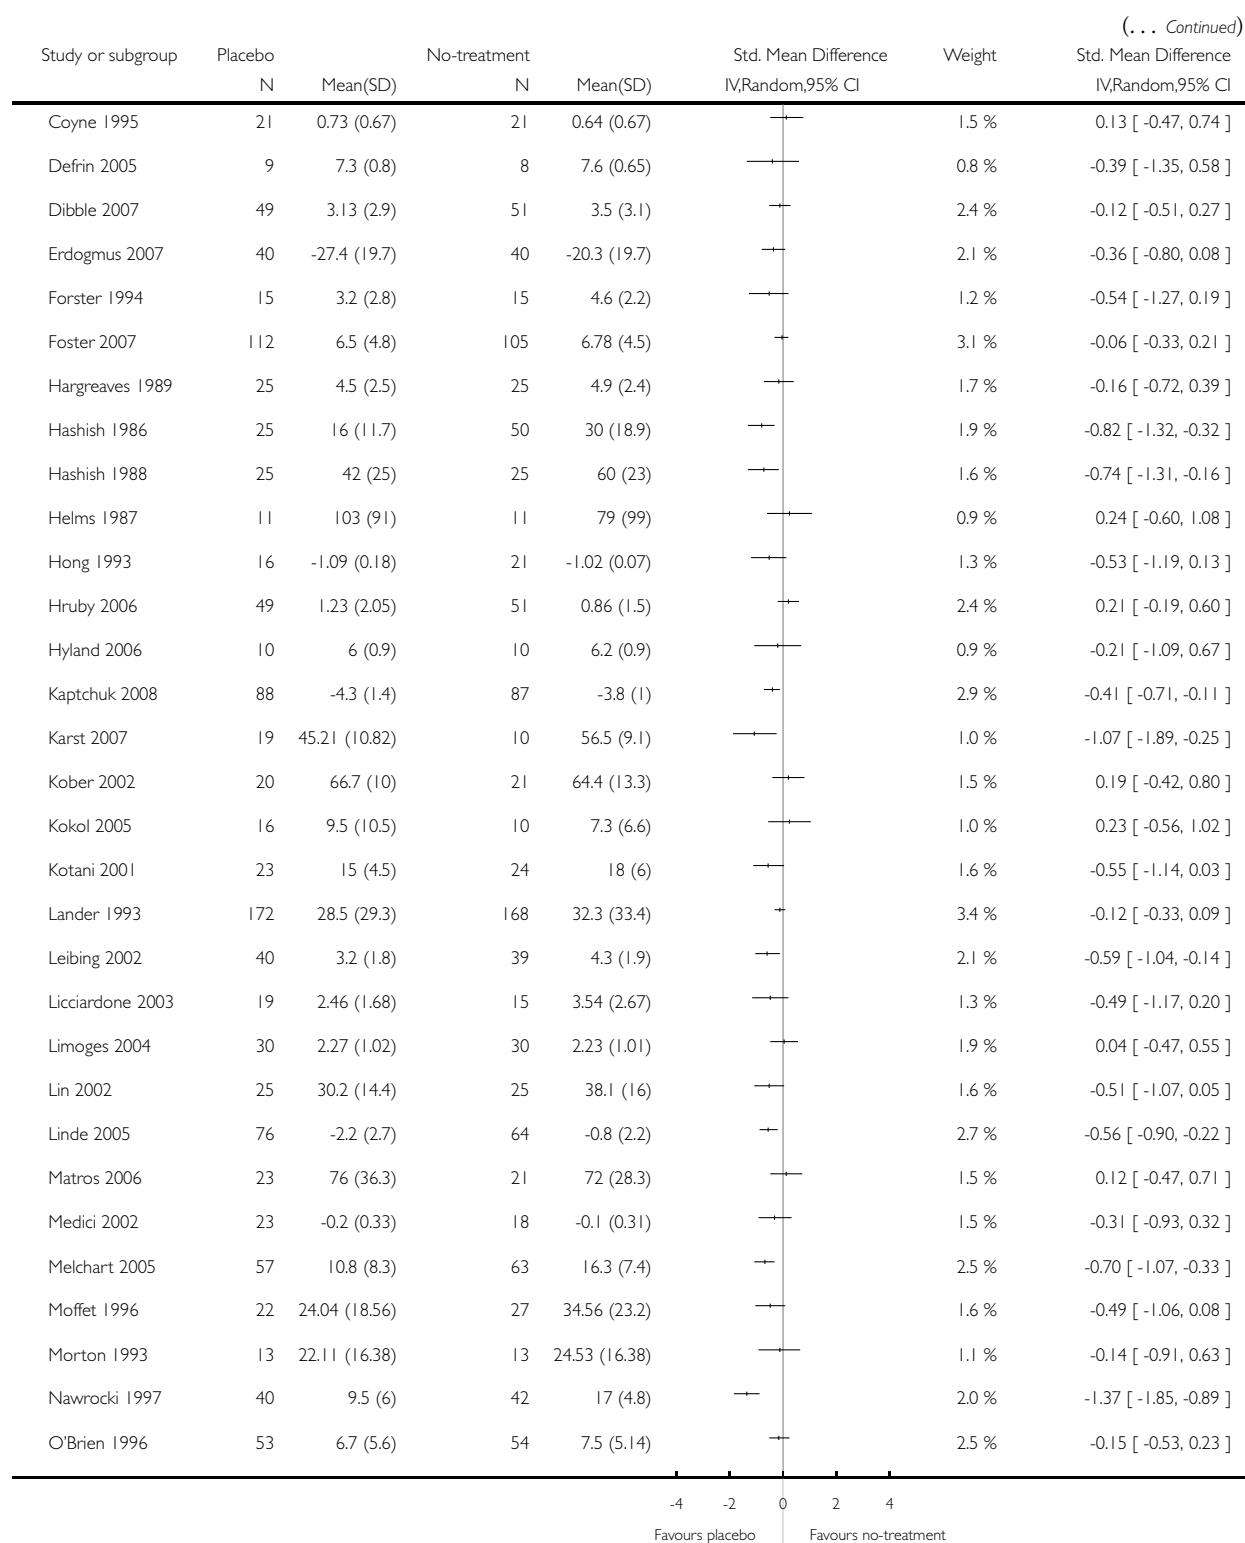 (... Continued)
Study or subgroup Placebo No-treatment Std. Mean Difference Weight Std. Mean Difference
N Mean(SD) N Mean(SD) IV,Random,95% CI IV,Random,95% CI
Coyne 1995 21 0.73 (0.67) 21 0.64 (0.67) 1.5 % 0.13 [ -0.47, 0.74 ]
Defrin 2005 9 7.3 (0.8) 8 7.6 (0.65) 0.8 % -0.39 [ -1.35, 0.58 ]
Dibble 2007 49 3.13 (2.9) 51 3.5 (3.1) 2.4 % -0.12 [ -0.51, 0.27 ]
Erdogmus 2007 40 -27.4 (19.7) 40 -20.3 (19.7) 2.1 % -0.36 [ -0.80, 0.08 ]
Forster 1994 15 3.2 (2.8) 15 4.6 (2.2) 1.2 % -0.54 [ -1.27, 0.19 ]
Foster 2007 112 6.5 (4.8) 105 6.78 (4.5) 3.1 % -0.06 [ -0.33, 0.21 ]
Hargreaves 1989 25 4.5 (2.5) 25 4.9 (2.4) 1.7 % -0.16 [ -0.72, 0.39 ]
Hashish 1986 25 16 (11.7) 50 30 (18.9) 1.9 % -0.82 [ -1.32, -0.32 ]
Hashish 1988 25 42 (25) 25 60 (23) 1.6 % -0.74 [ -1.31, -0.16 ]
Helms 1987 11 103 (91) 11 79 (99) 0.9 % 0.24 [ -0.60, 1.08 ]
Hong 1993 16 -1.09 (0.18) 21 -1.02 (0.07) 1.3 % -0.53 [ -1.19, 0.13 ]
Hruby 2006 49 1.23 (2.05) 51 0.86 (1.5) 2.4 % 0.21 [ -0.19, 0.60 ]
Hyland 2006 10 6 (0.9) 10 6.2 (0.9) 0.9 % -0.21 [ -1.09, 0.67 ]
Kaptchuk 2008 88 -4.3 (1.4) 87 -3.8 (1) 2.9 % -0.41 [ -0.71, -0.11 ]
Karst 2007 19 45.21 (10.82) 10 56.5 (9.1) 1.0 % -1.07 [ -1.89, -0.25 ]
Kober 2002 20 66.7 (10) 21 64.4 (13.3) 1.5 % 0.19 [ -0.42, 0.80 ]
Kokol 2005 16 9.5 (10.5) 10 7.3 (6.6) 1.0 % 0.23 [ -0.56, 1.02 ]
Kotani 2001 23 15 (4.5) 24 18 (6) 1.6 % -0.55 [ -1.14, 0.03 ]
Lander 1993 172 28.5 (29.3) 168 32.3 (33.4) 3.4 % -0.12 [ -0.33, 0.09 ]
Leibing 2002 40 3.2 (1.8) 39 4.3 (1.9) 2.1 % -0.59 [ -1.04, -0.14 ]
Licciardone 2003 19 2.46 (1.68) 15 3.54 (2.67) 1.3 % -0.49 [ -1.17, 0.20 ]
Limoges 2004 30 2.27 (1.02) 30 2.23 (1.01) 1.9 % 0.04 [ -0.47, 0.55 ]
Lin 2002 25 30.2 (14.4) 25 38.1 (16) 1.6 % -0.51 [ -1.07, 0.05 ]
Linde 2005 76 -2.2 (2.7) 64 -0.8 (2.2) 2.7 % -0.56 [ -0.90, -0.22 ]
Matros 2006 23 76 (36.3) 21 72 (28.3) 1.5 % 0.12 [ -0.47, 0.71 ]
Medici 2002 23 -0.2 (0.33) 18 -0.1 (0.31) 1.5 % -0.31 [ -0.93, 0.32 ]
Melchart 2005 57 10.8 (8.3) 63 16.3 (7.4) 2.5 % -0.70 [ -1.07, -0.33 ]
Moffet 1996 22 24.04 (18.56) 27 34.56 (23.2) 1.6 % -0.49 [ -1.06, 0.08 ]
Morton 1993 13 22.11 (16.38) 13 24.53 (16.38) 1.1 % -0.14 [ -0.91, 0.63 ]
Nawrocki 1997 40 9.5 (6) 42 17 (4.8) 2.0 % -1.37 [ -1.85, -0.89 ]
O'Brien 1996 53 6.7 (5.6) 54 7.5 (5.14) 2.5 % -0.15 [ -0.53, 0.23 ]
-4 -2 0 2 4
Favours placebo Favours no-treatment